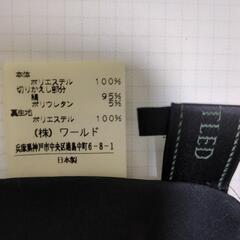 本体
ポリエステル 100%
切りかえし部分
綿 95%
ポリウレタン 5%
裏生地
ポリエステル 100%
(株) ワールド
兵庫県神戸市中央区港島中町6-8-1
日本製
TLED